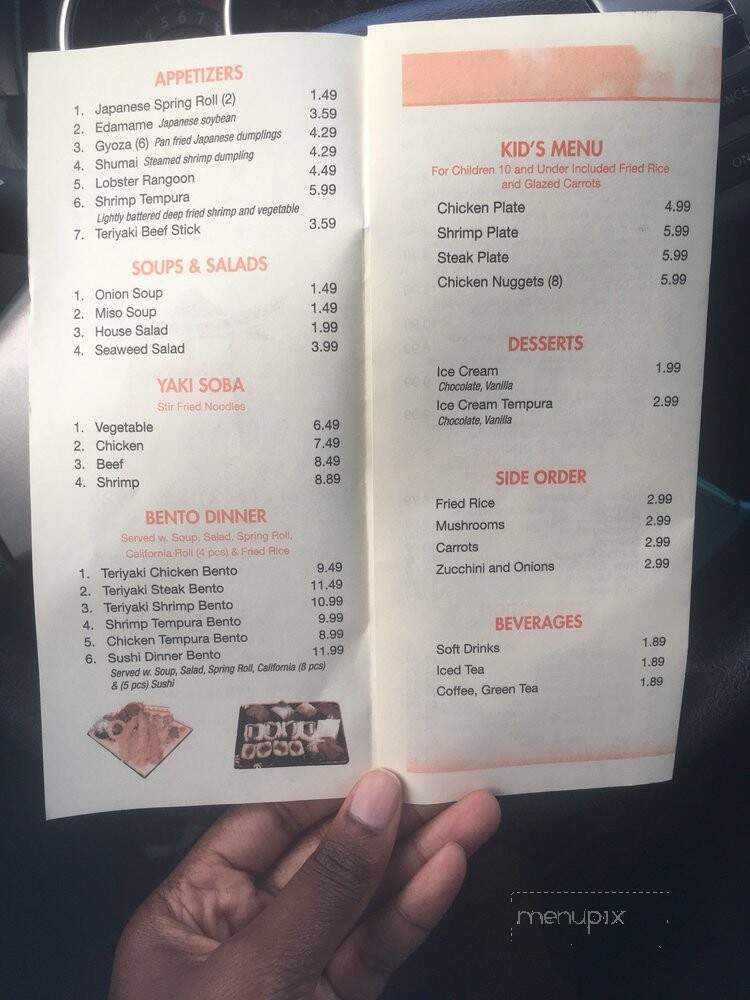 APPETIZERS
1. Japanese Spring Roll (2) 1.49
2. Edamame Japanese soybean 3.59
3. Gyoza (6) Pan fried Japanese dumplings 4.29
4. Shumai Steamed shrimp dumpling 4.29
5. Lobster Rangoon 4.49
6. Shrimp Tempura 5.99
Lightly battered deep fried shrimp and vegetable
7. Teriyaki Beef Stick 3.59
SOUPS & SALADS
1. Onion Soup 1.49
2. Miso Soup 1.49
3. House Salad 1.99
4. Seaweed Salad 3.99
YAKI SOBA
Stir Fried Noodles
1. Vegetable 6.49
2. Chicken 7.49
3. Beef 8.49
4. Shrimp 8.89
BENTO DINNER
Served w. Soup, Salad, Spring Roll,
California Roll (4 pcs) & Fried Rice
1. Teriyaki Chicken Bento 9.49
2. Teriyaki Steak Bento 11.49
3. Teriyaki Shrimp Bento 10.99
4. Shrimp Tempura Bento 9.99
5. Chicken Tempura Bento 8.99
6. Sushi Dinner Bento 11.99
Served w. Soup, Salad, Spring Roll, California (8 pcs)
& (5 pcs) Sushi
KID'S MENU
For Children 10 and Under Included Fried Rice
and Glazed Carrots
Chicken Plate 4.99
Shrimp Plate 5.99
Steak Plate 5.99
Chicken Nuggets (8) 5.99
DESSERTS
Ice Cream 1.99
Chocolate, Vanilla
Ice Cream Tempura 2.99
Chocolate, Vanilla
SIDE ORDER
Fried Rice 2.99
Mushrooms 2.99
Carrots 2.99
Zucchini and Onions 2.99
BEVERAGES
Soft Drinks 1.89
Iced Tea 1.89
Coffee, Green Tea 1.89
menupix